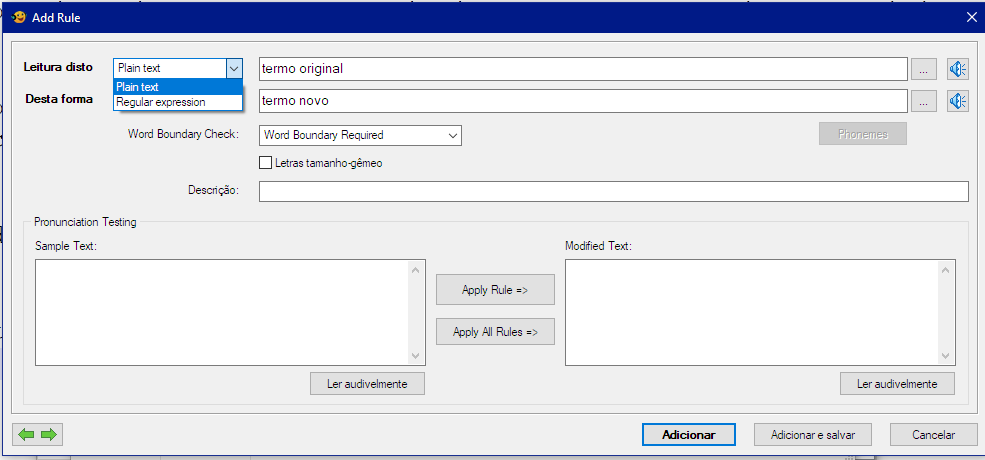 Add Rule
Leitura disto Plain text termo original ...
Plain text
Regular expression
Desta forma termo novo ...
Word Boundary Check: Word Boundary Required Phonemes
Letras tamanho-gêmeo
Descrição:
Pronunciation Testing
Sample Text: Modified Text:
Apply Rule =>
Apply All Rules =>
Ler audivelmente Ler audivelmente
Adicionar Adicionar e salvar Cancelar